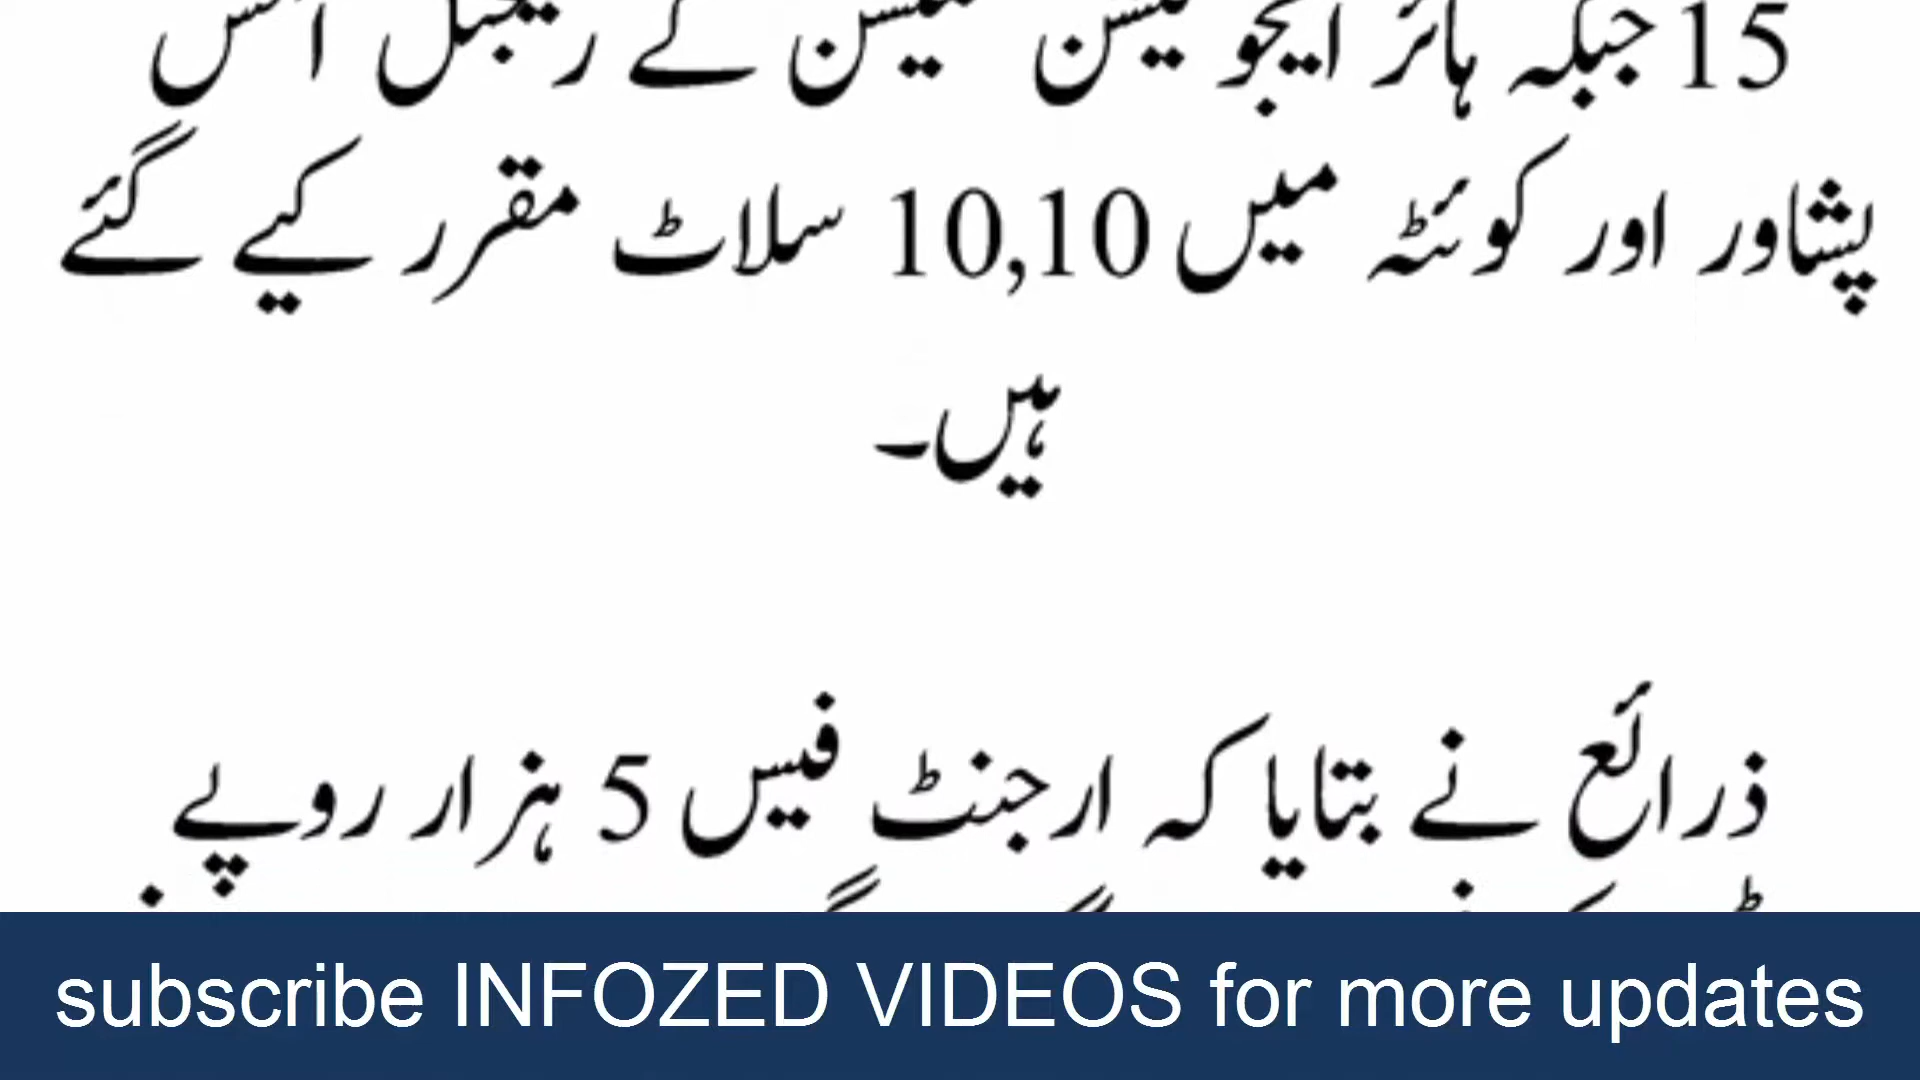 15 جبکہ ہائر ایجوکیشن کمیشن کے ریجنل آفس
پشاور اور کوئٹہ میں 10,10 سلاٹ مقرر کیے گئے
ہیں۔
ذرائع نے بتایا کہ ارجنٹ فیس 5 ہزار روپے
subscribe INFOZED VIDEOS for more updates